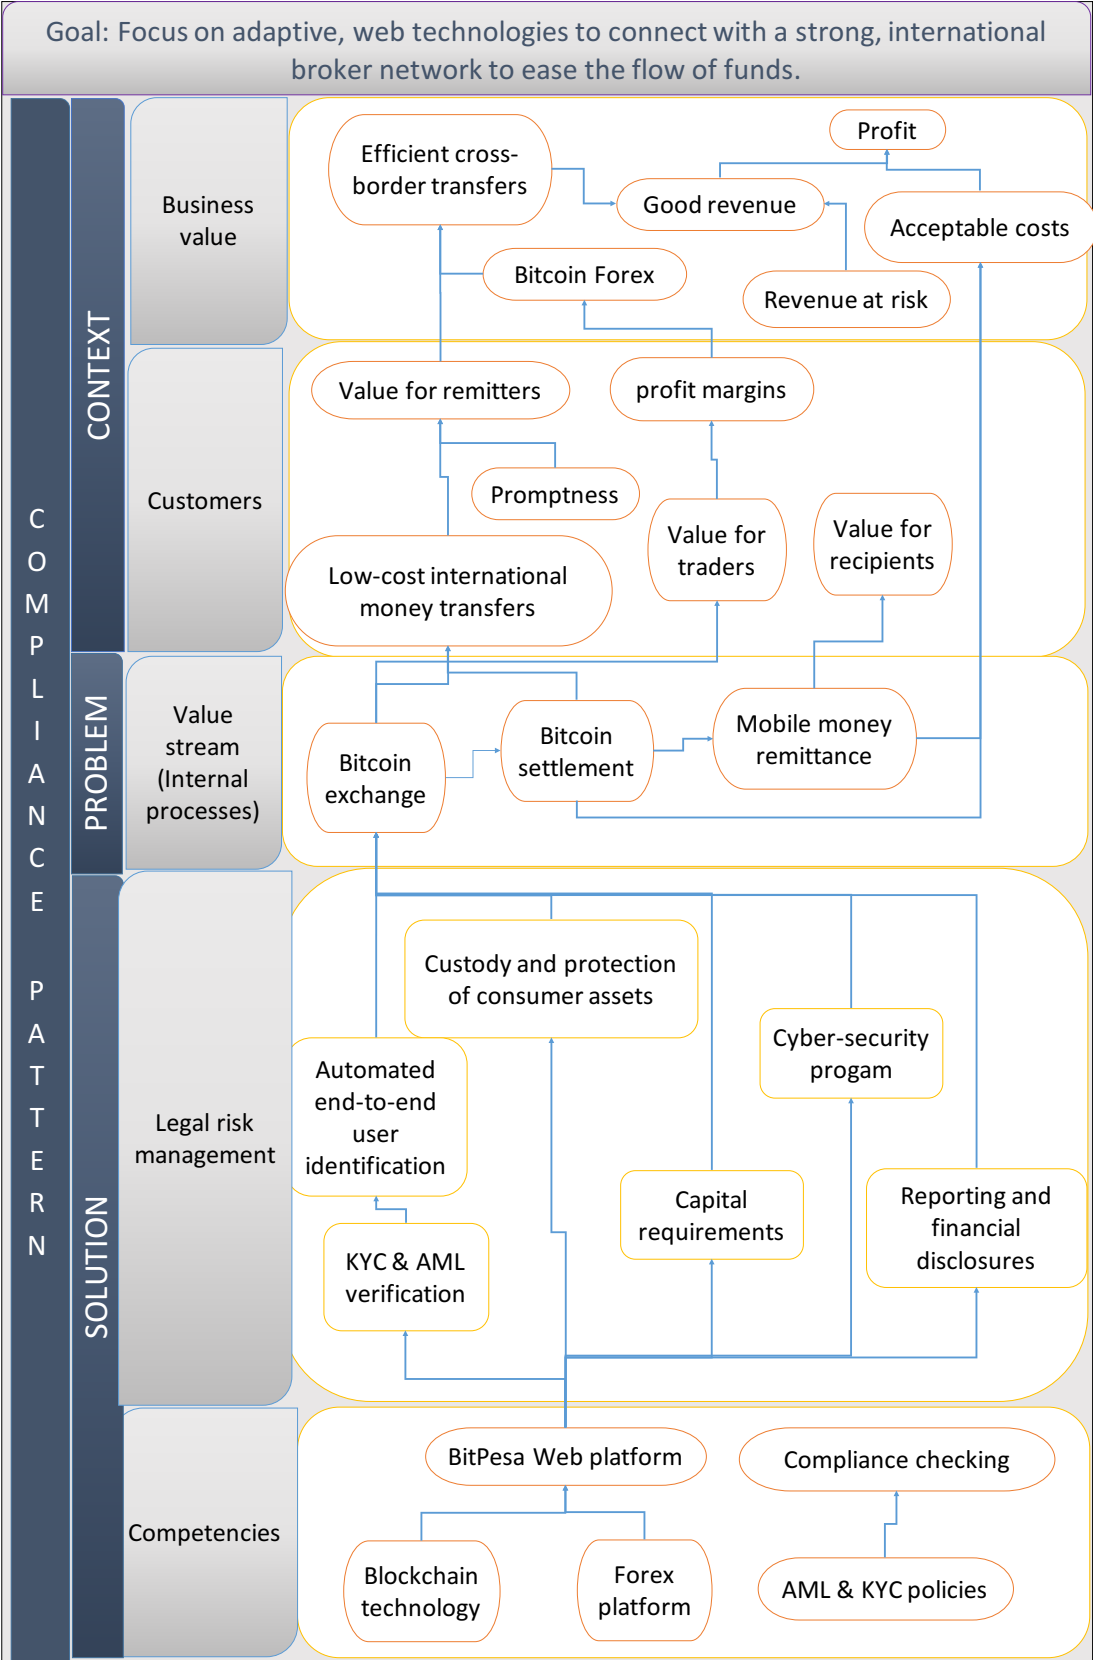 Goal: Focus on adaptive, web technologies to connect with a strong, international
broker network to ease the flow of funds.
COMPLIANCE PATTERN
CONTEXT
Business
value
Efficient cross-
border transfers
Profit
Good revenue
Acceptable costs
Bitcoin Forex
Revenue at risk
Customers
Value for remitters
profit margins
Promptness
Value for
traders
Value for
recipients
Low-cost international
money transfers
PROBLEM
Value
stream
(Internal
processes)
Bitcoin
exchange
Bitcoin
settlement
Mobile money
remittance
SOLUTION
Legal risk
management
Custody and protection
of consumer assets
Cyber-security
progam
Automated
end-to-end
user
identification
Capital
requirements
Reporting and
financial
disclosures
KYC & AML
verification
Competencies
BitPesa Web platform
Compliance checking
Blockchain
technology
Forex
platform
AML & KYC policies